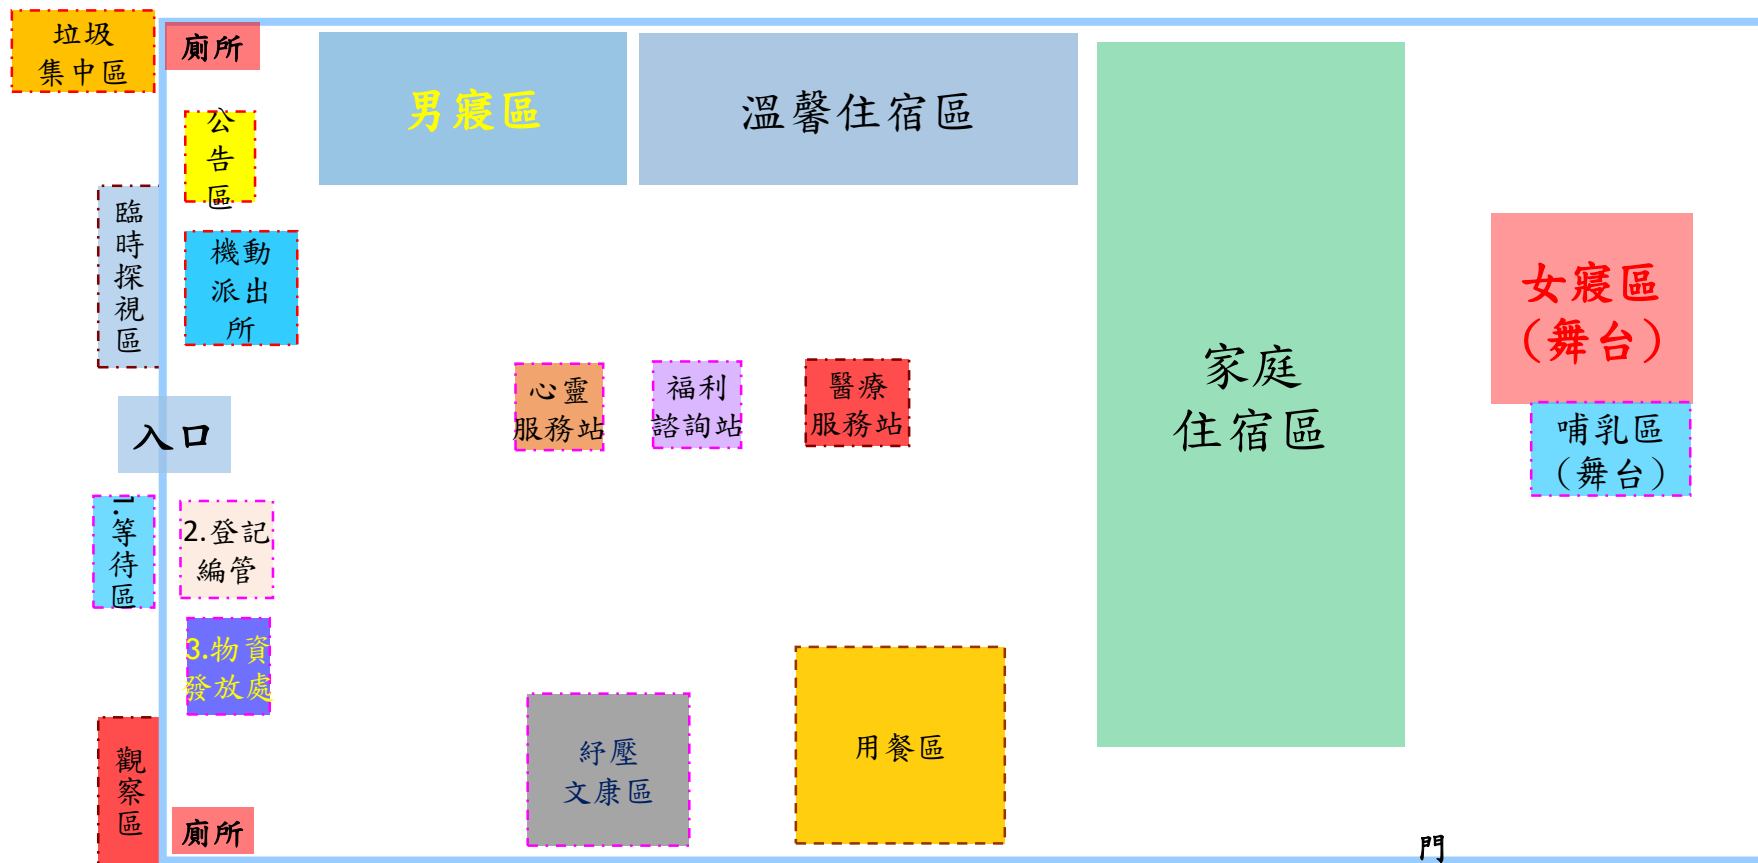 垃圾
集中區
廁所
男寢區
溫馨住宿區
公
告
區
臨
時
探
視
區
機動
派出
所
女寢區
（舞台）
家庭
住宿區
心靈
服務站
福利
諮詢站
醫療
服務站
入口
哺乳區
（舞台）
1.
等
待
區
2.登記
編管
3.物資
發放處
觀
察
區
廁所
紓壓
文康區
用餐區
門